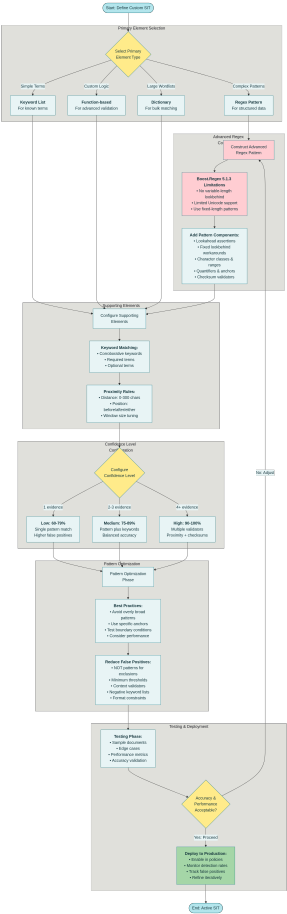 Start: Define Custom SIT
Primary Element Selection
Select Primary
Element Type
Simple Terms
Custom Logic
Large Wordlists
Complex Patterns
Keyword List
For known terms
Function-based
For advanced validation
Dictionary
For bulk matching
Regex Pattern
For structured data
Advanced Regex
Construct Advanced
Regex Pattern
Boost.Regex 5.1.3
Limitations
• No variable-length
lookbehind
• Limited Unicode support
• Use fixed-length patterns
Add Pattern Components:
• Lookahead assertions
• Fixed lookbehind
workarounds
• Character classes &
ranges
• Quantifiers & anchors
• Checksum validators
Supporting Elements
Configure Supporting
Elements
Keyword Matching:
• Corroborative keywords
• Required terms
• Optional terms
Proximity Rules:
• Distance: 0-300 chars
• Position:
before/after/either
• Window size tuning
Confidence Level
Configure
Confidence Level
1 evidence
2-3 evidence
4+ evidence
Low: 60-70%
Single pattern match
Higher false positives
Medium: 75-85%
Pattern plus keywords
Balanced accuracy
High: 90-100%
Multiple validators
Proximity + checksums
No: Adjust
Pattern Optimization
Pattern Optimization
Phase
Best Practices:
• Avoid overly broad
patterns
• Use specific anchors
• Test boundary conditions
• Consider performance
Reduce False Positives:
• NOT patterns for
exclusions
• Minimum thresholds
• Context validators
• Negative keyword lists
• Format constraints
Testing & Deployment
Testing Phase:
• Sample documents
• Edge cases
• Performance metrics
• Accuracy validation
Accuracy &
Performance
Acceptable?
Yes: Proceed
Deploy to Production:
• Enable in policies
• Monitor detection rates
• Track false positives
• Refine iteratively
End: Active SIT